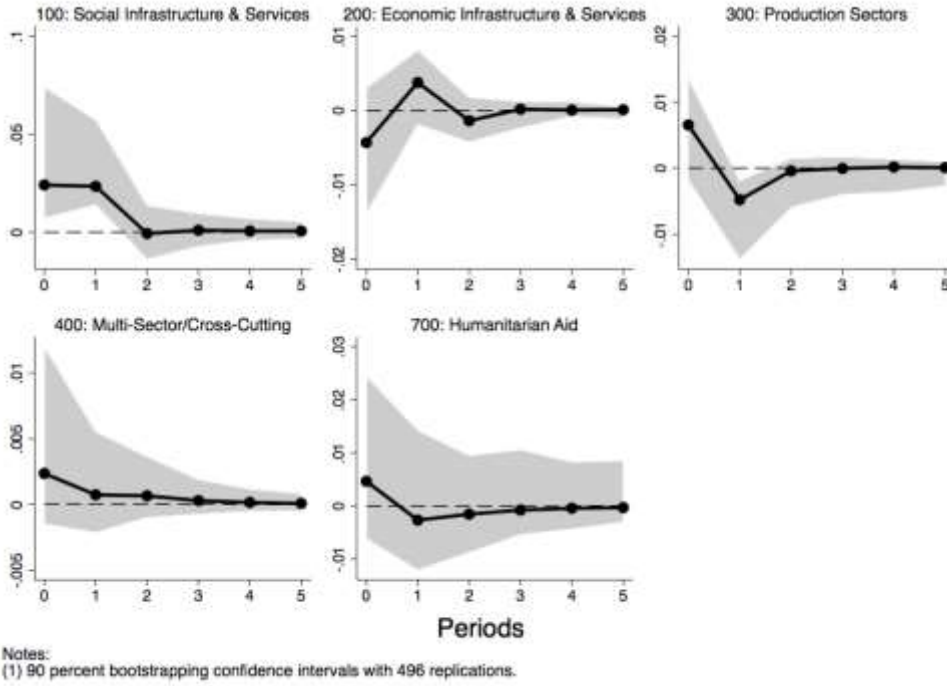 100: Social Infrastructure & Services
200: Economic Infrastructure & Services
300: Production Sectors
.1
.05
0
0 1 2 3 4 5
.01
0
-.01
-.02
0 1 2 3 4 5
.02
.01
0
-.01
0 1 2 3 4 5
400: Multi-Sector/Cross-Cutting
700: Humanitarian Aid
.01
.005
0
-.005
0 1 2 3 4 5
.03
.02
.01
0
-.01
0 1 2 3 4 5
Periods
Notes:
(1) 90 percent bootstrapping confidence intervals with 496 replications.